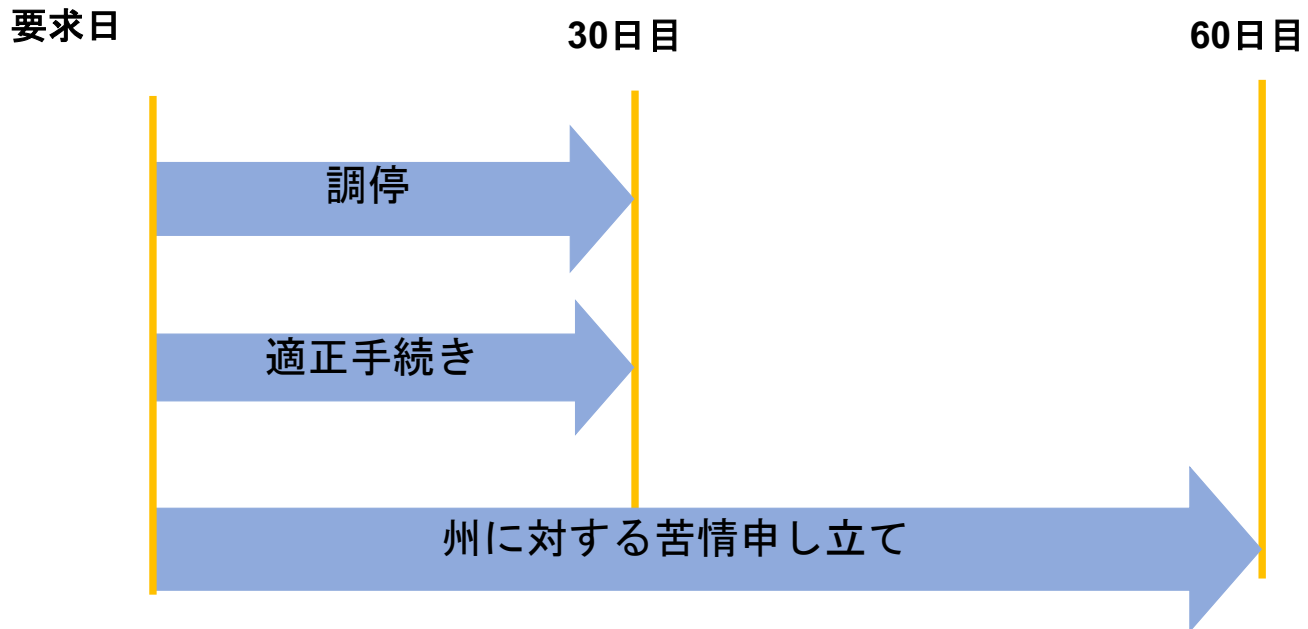 要求日
30日目
60日目
調停
適正手続き
州に対する苦情申し立て